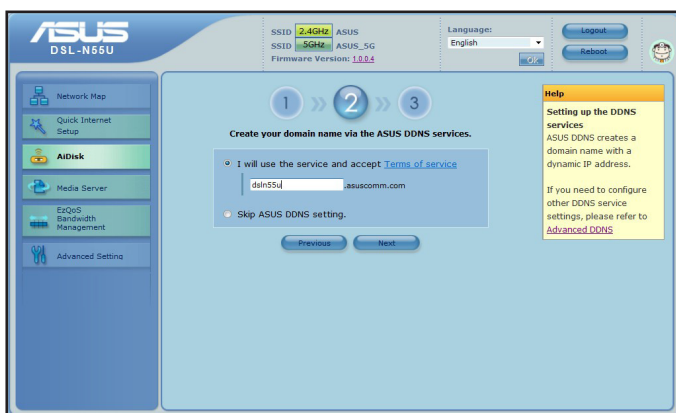 ASUS
DSL-N55U
SSID 2.4GHz ASUS
SSID 5GHz ASUS_5G
Firmware Version: 1.0.0.4
Language:
English
OK
Logout
Reboot
Network Map
Quick Internet
Setup
AiDisk
Media Server
EzQoS
Bandwidth
Management
Advanced Setting
1 » 2 » 3
Create your domain name via the ASUS DDNS services.
I will use the service and accept Terms of service
dsln55u .asuscomm.com
Skip ASUS DDNS setting.
Previous
Next
Help
Setting up the DDNS
services
ASUS DDNS creates a
domain name with a
dynamic IP address.
If you need to configure
other DDNS service
settings, please refer to
Advanced DDNS